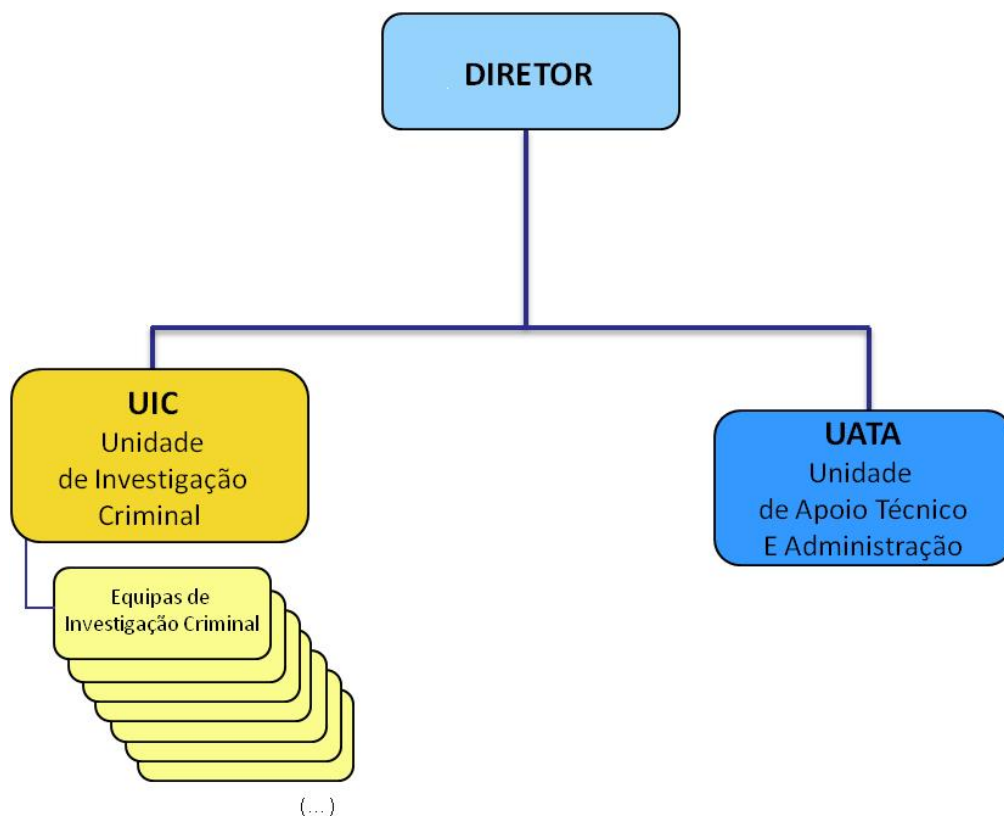 DIRETOR
UIC
Unidade
de Investigação
Criminal
UATA
Unidade
de Apoio Técnico
E Administração
Equipas de
Investigação Criminal
(...)